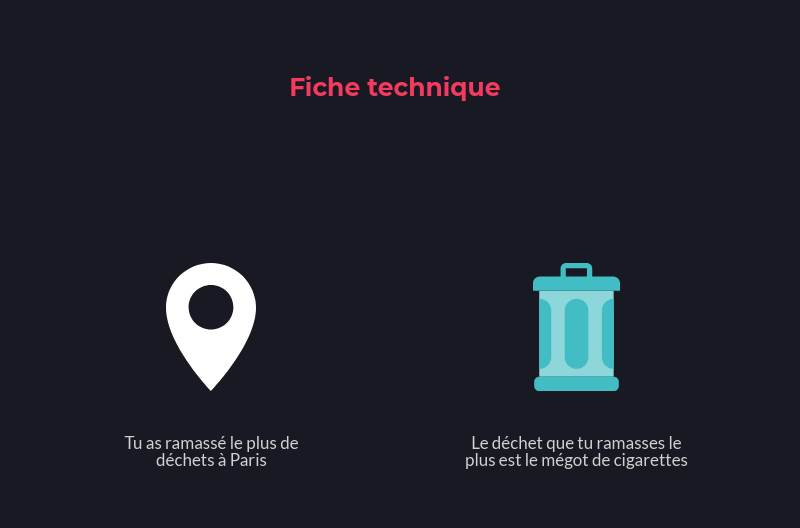 Fiche technique
Tu as ramassé le plus de
déchets à Paris
Le déchet que tu ramasses le
plus est le mégot de cigarettes